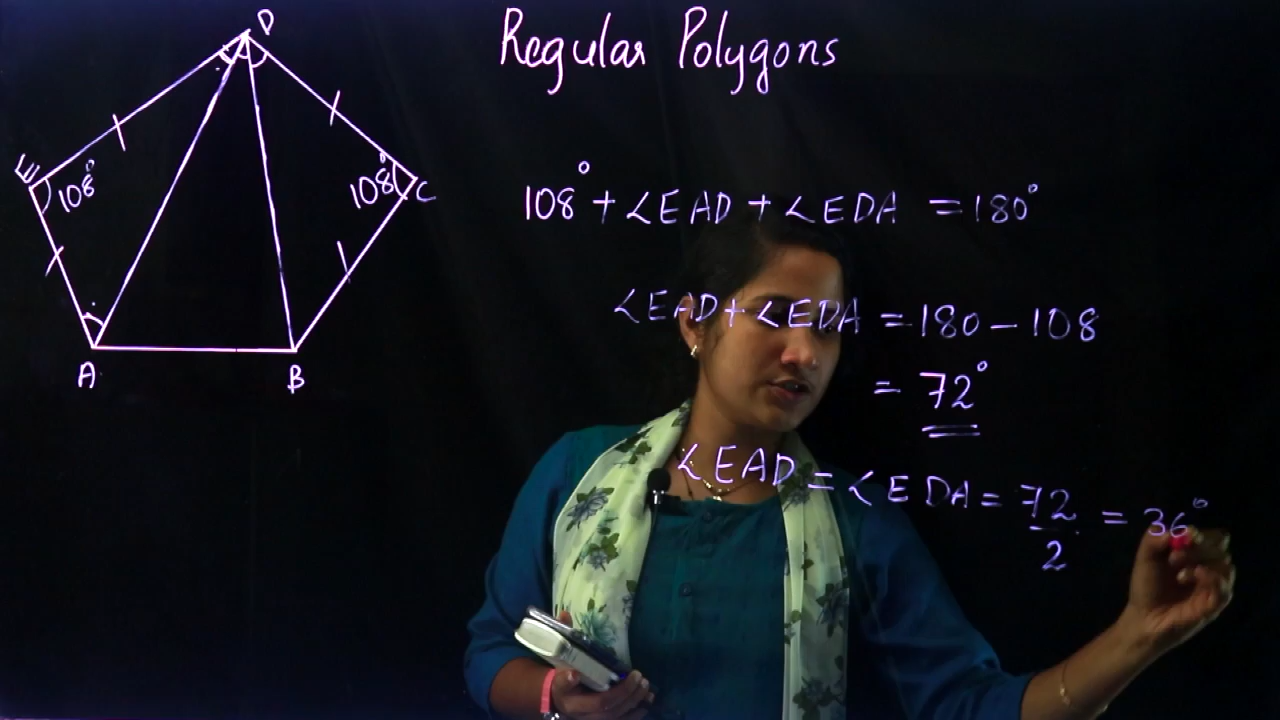 Regular Polygons
D
E
108°
108°
C
A
B
108° + ∠EAD + ∠EDA = 180°
∠EAD + ∠EDA = 180 - 108
= 72°
∠EAD = ∠EDA = 72/2 = 36°